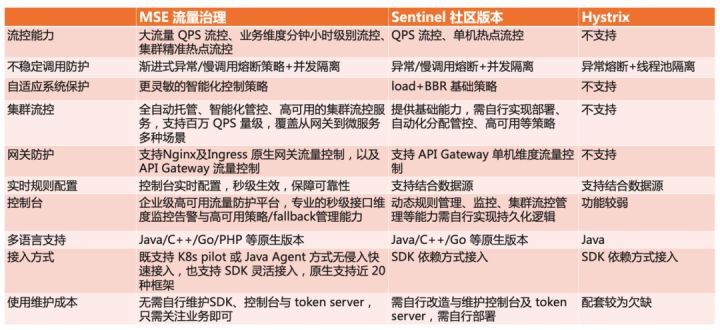 MSE 流量治理 Sentinel 社区版本 Hystrix
流控能力 大流量 QPS 流控、业务维度分钟小时级别流控、 QPS 流控、单机热点流控 不支持
集群精准热点流控
不稳定调用防护 渐进式异常/慢调用熔断策略+并发隔离 异常/慢调用熔断+并发隔离 异常熔断+线程池隔离
自适应系统保护 更灵敏的智能化控制策略 load+BBR 基础策略 不支持
集群流控 全自动托管、智能化管控、高可用的集群流控服 提供基础能力，需自行实现部署、 不支持
务，支持百万 QPS 量级，覆盖从网关到微服务 自动化分配管控、高可用等策略
多种场景
网关防护 支持Nginx及Ingress 原生网关流量控制，以及 支持 API Gateway 单机维度流量控 不支持
API Gateway 流量控制 制
实时规则配置 控制台实时配置，秒级生效，保障可靠性 支持结合数据源 支持结合数据源
控制台 企业级高可用流量防护平台，专业的秒级接口维 动态规则管理、监控、集群流控管理 功能较弱
度监控告警与高可用策略/fallback管理能力 等能力需自行实现持久化逻辑
多语言支持 Java/C++/Go/PHP 等原生版本 Java/C++/Go 等原生版本 Java
接入方式 既支持 K8s pilot 或 Java Agent 方式无侵入快 SDK 依赖方式接入 SDK 依赖方式接入
速接入，也支持 SDK 灵活接入，原生支持近 20
种框架
使用维护成本 无需自行维护SDK、控制台与 token server， 需自行改造与维护控制台及 token 配套较为欠缺
只需关注业务即可 server，需自行部署